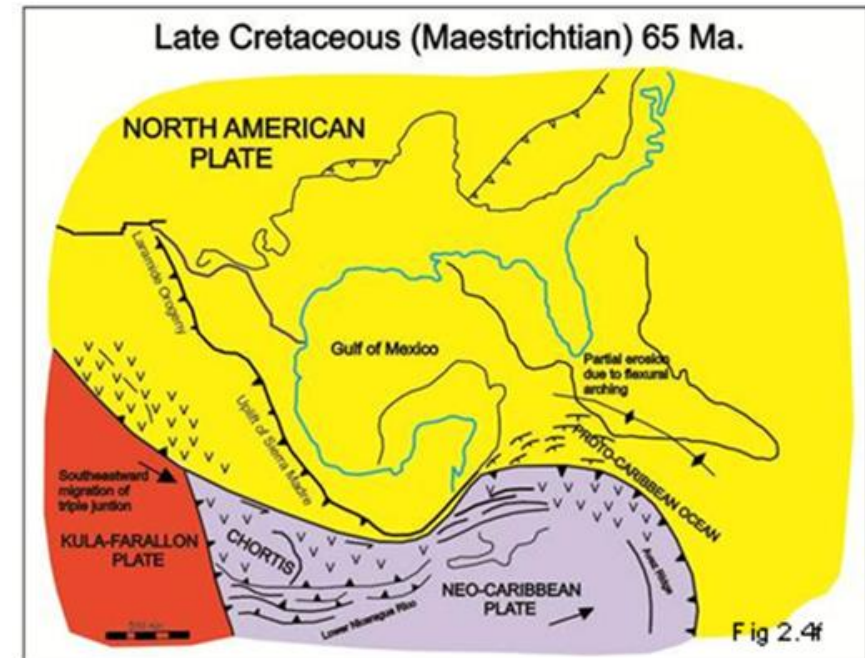 Late Cretaceous (Maestrichtian) 65 Ma.
NORTH AMERICAN
PLATE
Laramide Orogeny
Gulf of Mexico
Uplift of Sierra Madre
Partial erosion
due to flexural
arching
PROTO-CARIBBEAN OCEAN
Southeastward
migration of
triple juntion
KULA-FARALLON
PLATE
CHORTIS
NEO-CARIBBEAN
PLATE
Lower Nicaragua Rico
Aves Ridge
Fig 2.4f